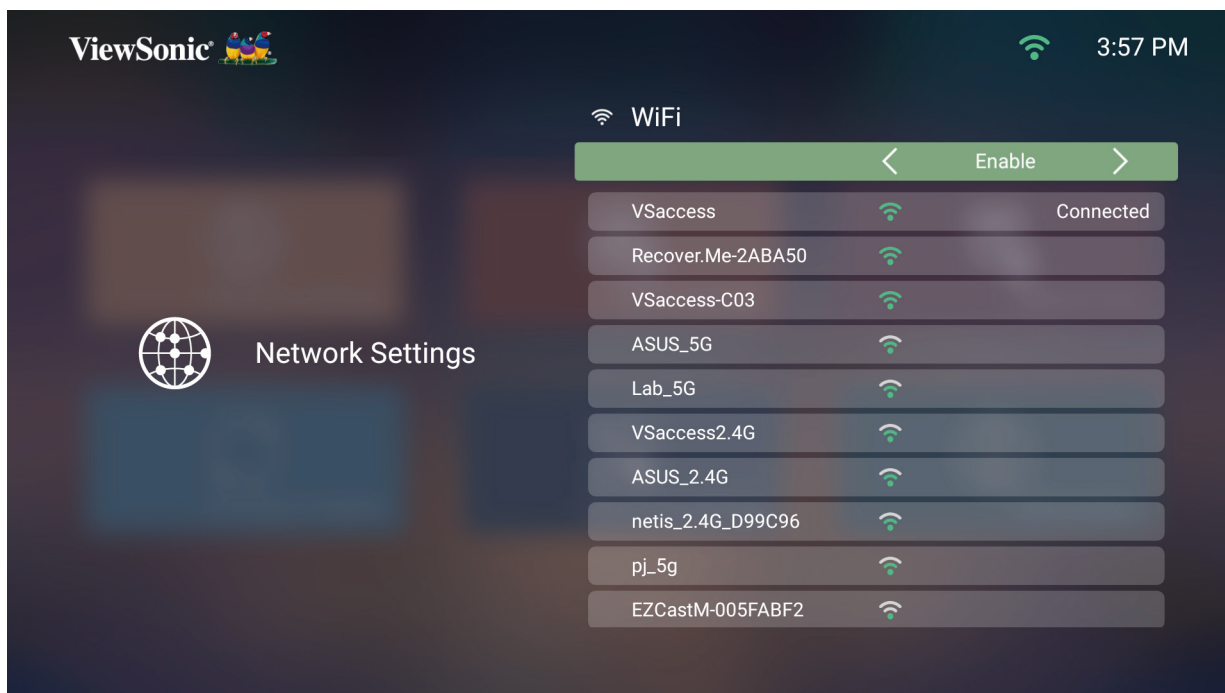 ViewSonic®
3:57 PM
WiFi
Enable
VSaccess Connected
Recover.Me-2ABA50
VSaccess-C03
ASUS_5G
Network Settings
Lab_5G
VSaccess2.4G
ASUS_2.4G
netis_2.4G_D99C96
pj_5g
EZCastM-005FABF2